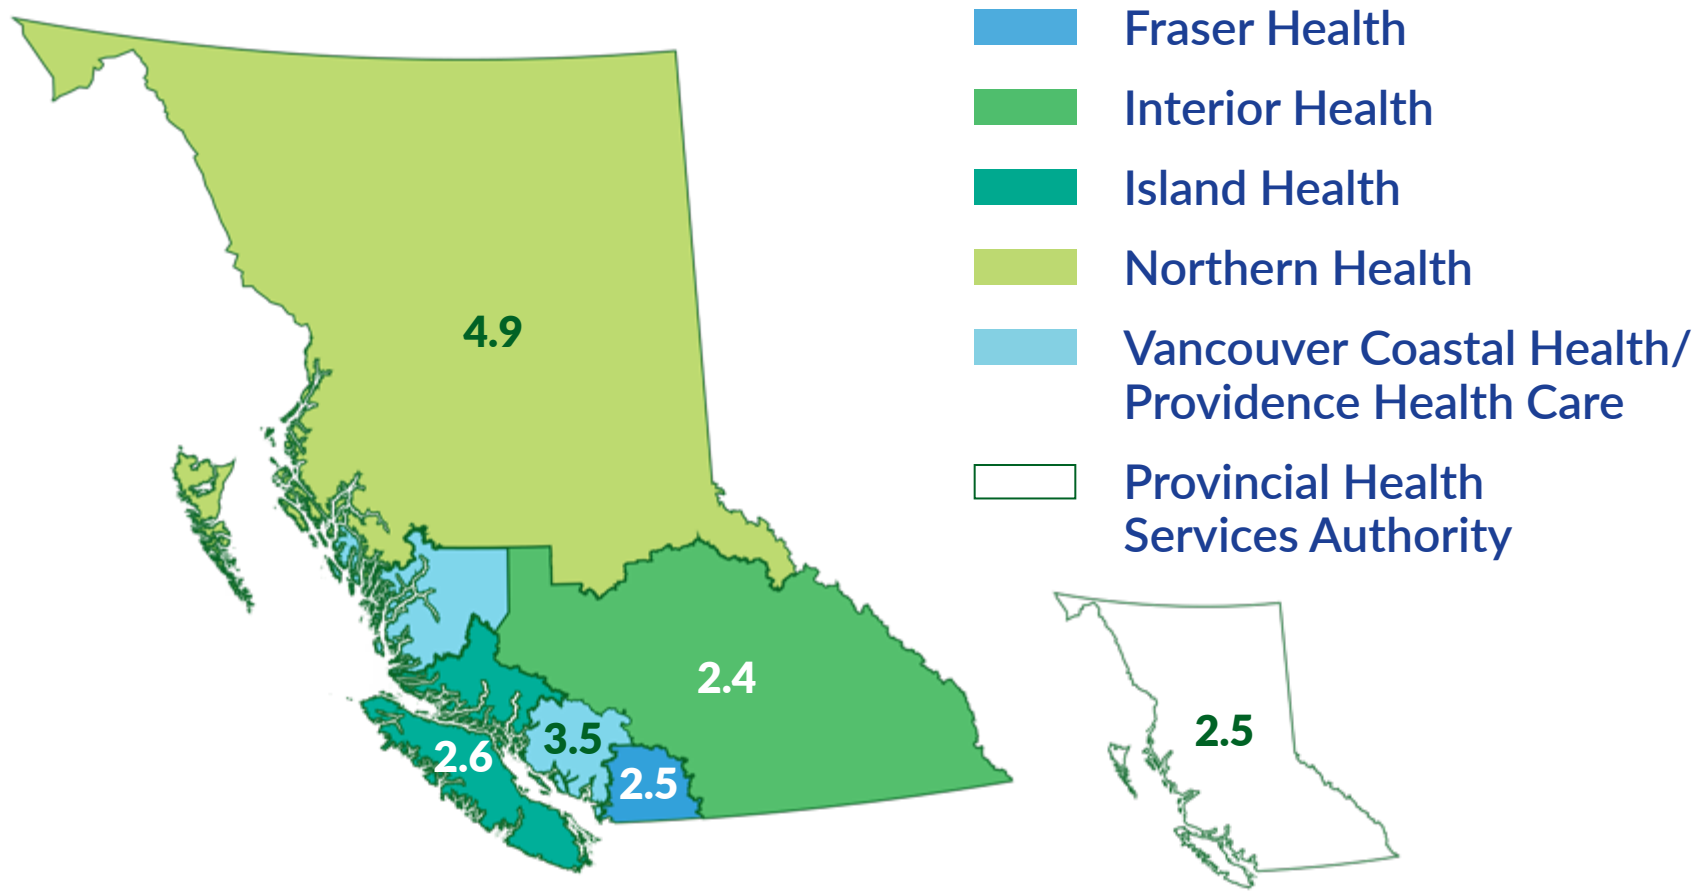 Fraser Health
Interior Health
Island Health
Northern Health
Vancouver Coastal Health/
Providence Health Care
Provincial Health
Services Authority
4.9
2.4
3.5
2.6
2.5
2.5